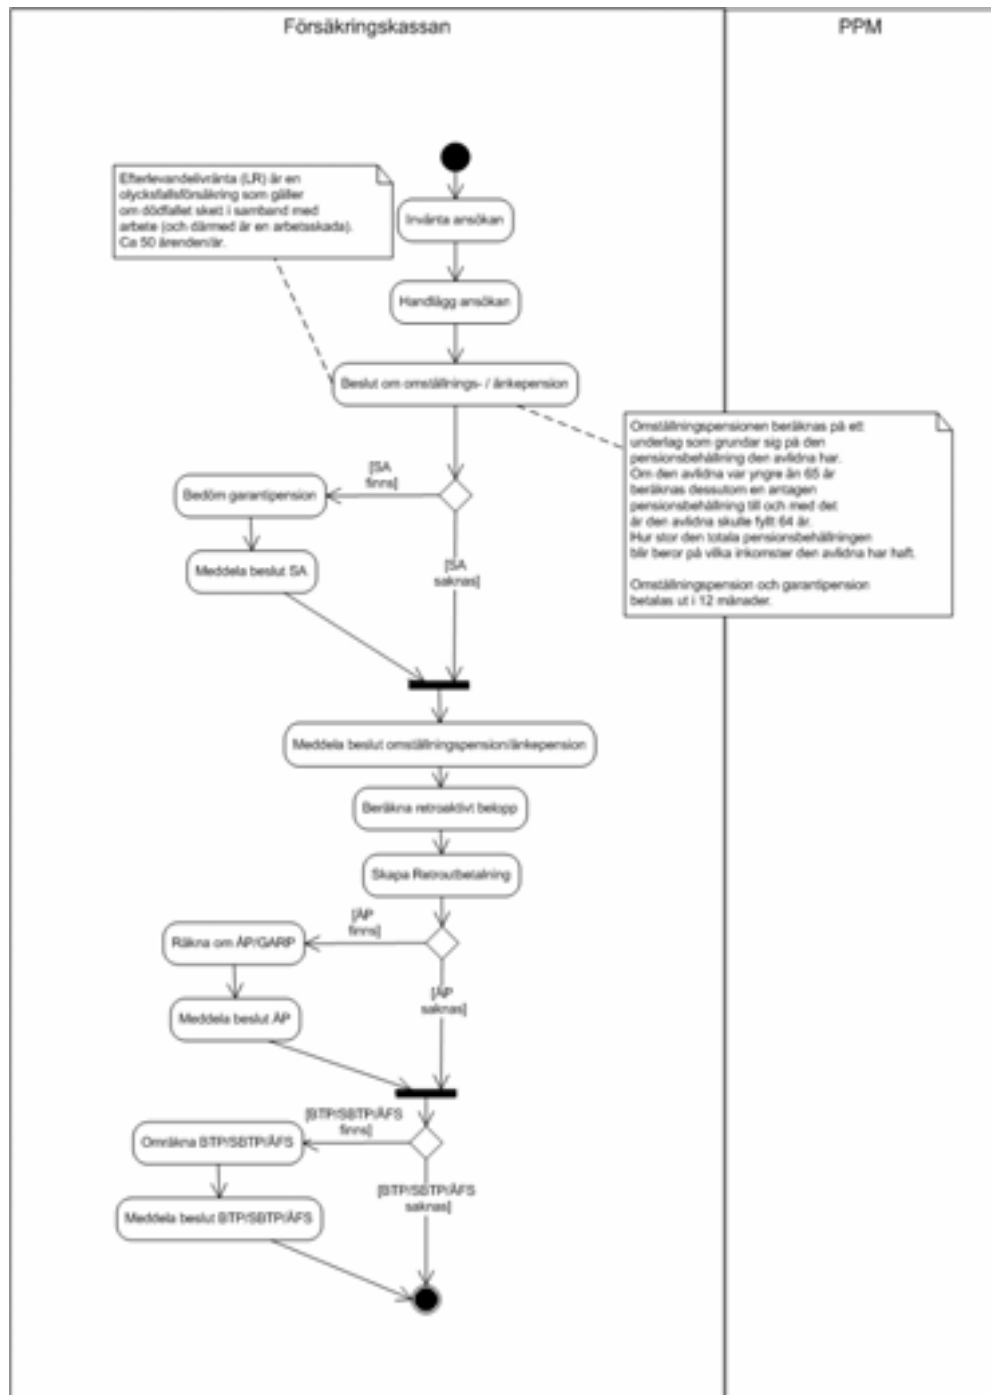 Försäkringskassan
PPM
Efterlevandelivränta (LR) är en
olycksfallsförsäkring som gäller
om dödfallet skett i samband med
arbete (och därmed är en arbetsskada).
Ca 50 ärenden/år.
Invänta ansökan
Handlägg ansökan
Beslut om omställnings- / änkepension
Omställningspensionen beräknas på ett
underlag som grundar sig på den
pensionsbehållning den avlidna har.
Om den avlidna var yngre än 65 år
beräknas dessutom en antagen
pensionsbehållning till och med det
år den avlidna skulle fyllt 64 år.
Hur stor den totala pensionsbehållningen
blir beror på vilka inkomster den avlidna har haft.
Omställningspension och garantipension
betalas ut i 12 månader.
[SA
finns]
Bedöm garantipension
Meddela beslut SA
[SA
saknas]
Meddela beslut omställningspension/änkepension
Beräkna retroaktivt belopp
Skapa Retroutbetalning
[ÅP
finns]
Räkna om ÅP/GARP
[ÅP
saknas]
Meddela beslut ÅP
[BTP/SBTP/ÄFS
finns]
Omräkna BTP/SBTP/ÄFS
[BTP/SBTP/ÄFS
saknas]
Meddela beslut BTP/SBTP/ÄFS